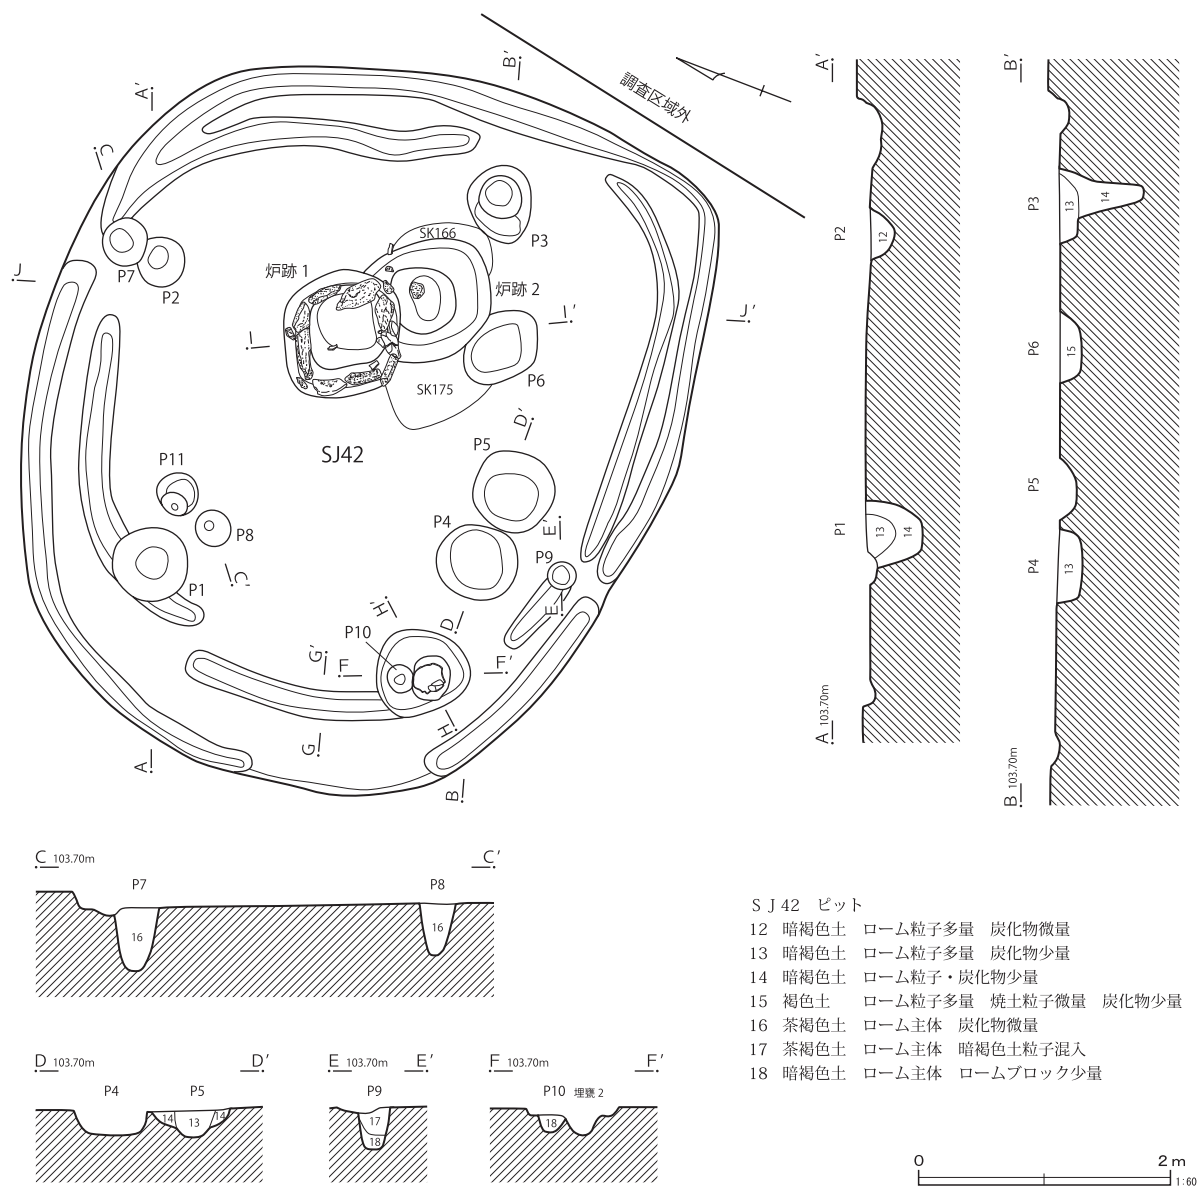 調査区域外
B′
A′
C
J
P7
P2
SK166
P3
炉跡 1
炉跡 2
I
I′
J′
P6
SK175
SJ42
D′
P5
P11
P4
E′
P8
P9
P1
C′
E
H′
D
P10
G′
F
F′
H
G
A
B
A′
P2
12
P1
13
14
A 103.70m
B′
P3
13
14
P6
15
P5
P4
13
B 103.70m
C 103.70m
C′
P7
P8
16
16
D 103.70m
D′
P4
P5
14
13
14
E 103.70m
E′
P9
17
18
F 103.70m
F′
P10 埋甕 2
18
ＳＪ42　ピット
12　暗褐色土　ローム粒子多量　炭化物微量
13　暗褐色土　ローム粒子多量　炭化物少量
14　暗褐色土　ローム粒子・炭化物少量
15　褐色土　　ローム粒子多量　焼土粒子微量　炭化物少量
16　茶褐色土　ローム主体　炭化物微量
17　茶褐色土　ローム主体　暗褐色土粒子混入
18　暗褐色土　ローム主体　ロームブロック少量
0
2 m
1:60